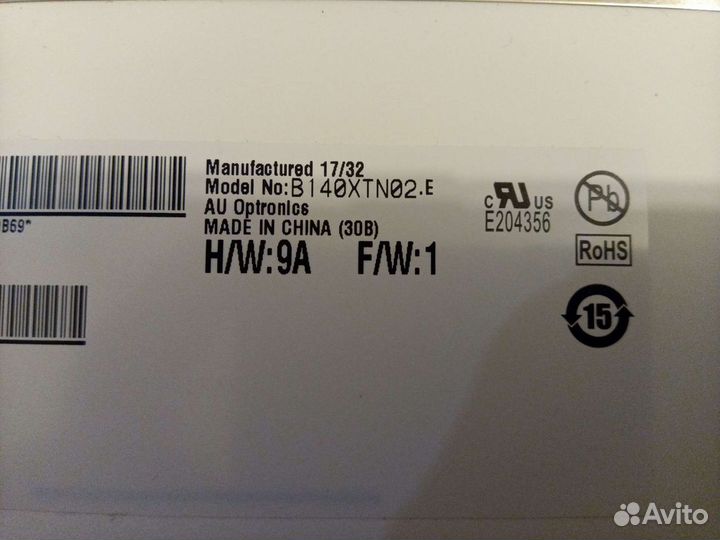 Manufactured 17/32
Model No:B140XTN02.E
AU Optronics
MADE IN CHINA (30B)
H/W:9A F/W:1
B69*
c RU US
E204356
Pb
RoHS
15
Avito